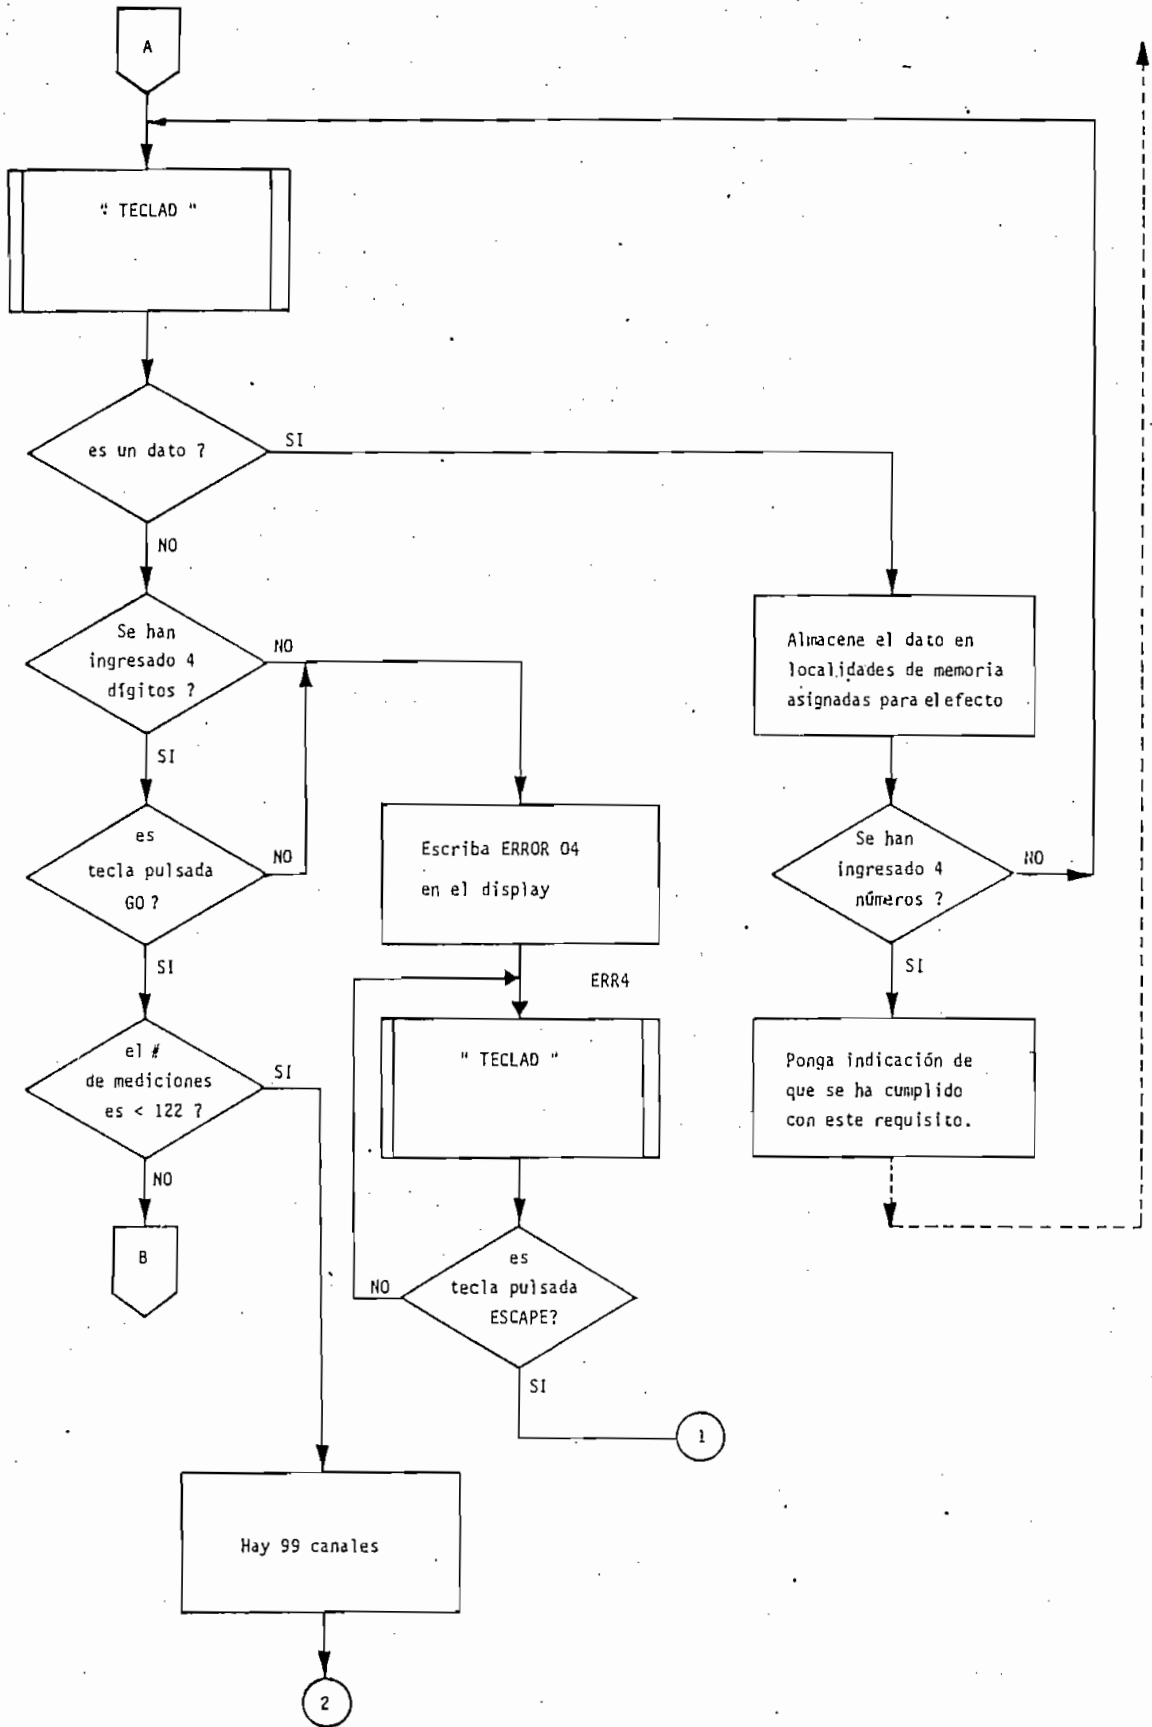 A
" TECLAD "
es un dato ?
SI
NO
Se han
ingresado 4
dígitos ?
NO
SI
Almacene el dato en
localidades de memoria
asignadas para el efecto
es
tecla pulsada
GO ?
NO
SI
Escriba ERROR 04
en el display
Se han
ingresado 4
números ?
NO
SI
ERR4
el #
de mediciones
es < 122 ?
SI
NO
" TECLAD "
Ponga indicación de
que se ha cumplido
con este requisito.
B
es
tecla pulsada
ESCAPE?
NO
SI
1
Hay 99 canales
2